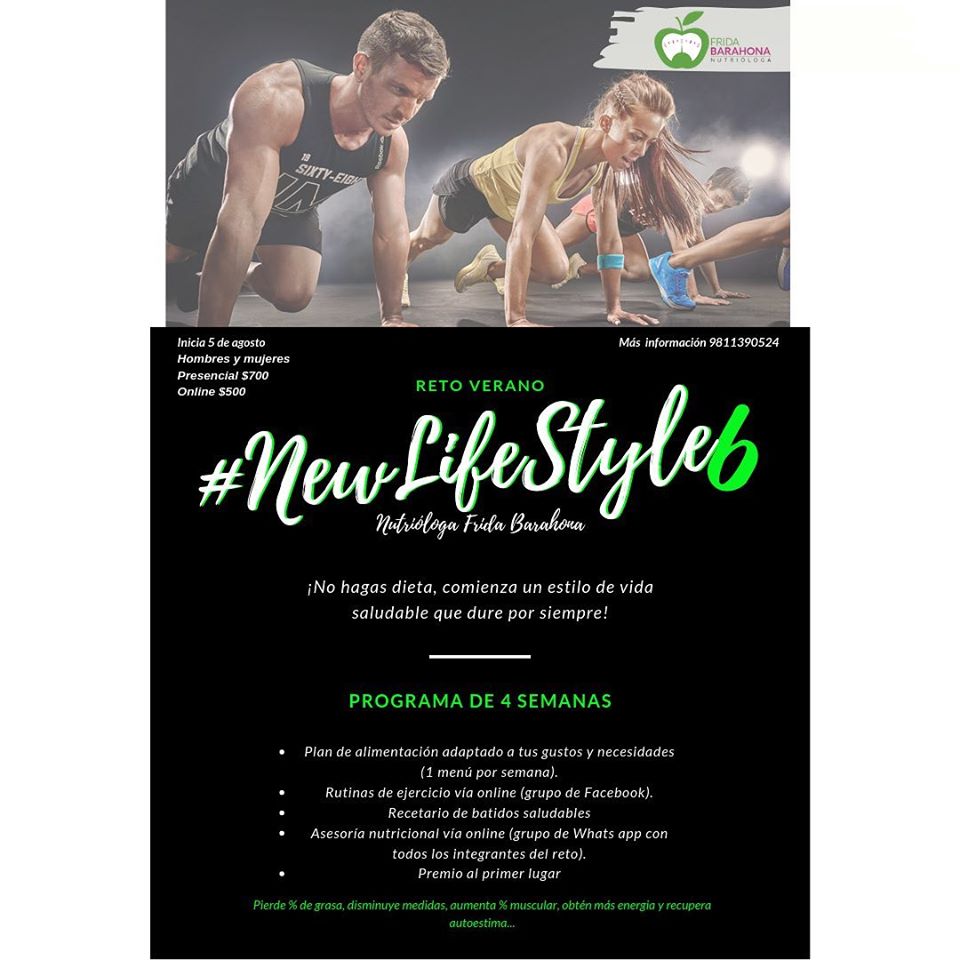 FRIDA
BARAHONA
NUTRIÓLOGA
18
SIXTY-EIGH
Reebok
Inicia 5 de agosto
Hombres y mujeres
Presencial $700
Online $500
Más información 9811390524
RETO VERANO
#NewLifeStyle6
Nutrióloga Frida Barahona
¡No hagas dieta, comienza un estilo de vida
saludable que dure por siempre!
PROGRAMA DE 4 SEMANAS
• Plan de alimentación adaptado a tus gustos y necesidades
(1 menú por semana).
• Rutinas de ejercicio vía online (grupo de Facebook).
• Recetario de batidos saludables
• Asesoría nutricional vía online (grupo de Whats app con
todos los integrantes del reto).
• Premio al primer lugar
Pierde % de grasa, disminuye medidas, aumenta % muscular, obtén más energia y recupera
autoestima...